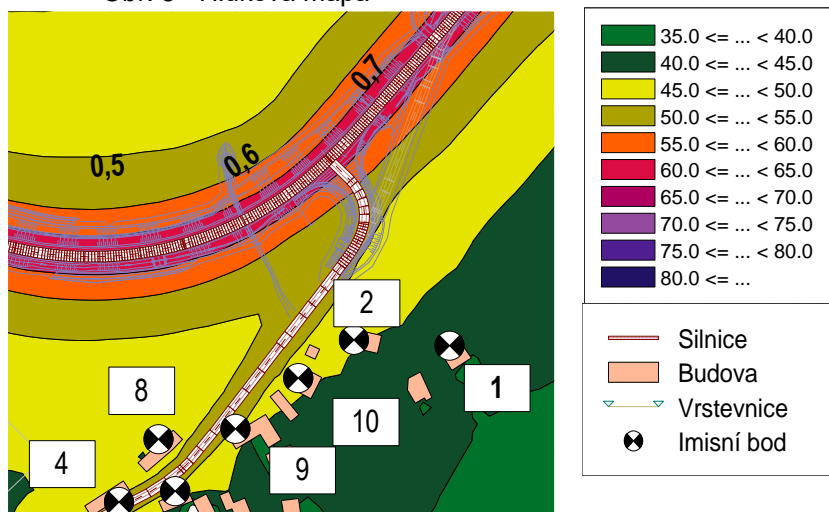 35.0 <= ... < 40.0
40.0 <= ... < 45.0
45.0 <= ... < 50.0
50.0 <= ... < 55.0
55.0 <= ... < 60.0
60.0 <= ... < 65.0
65.0 <= ... < 70.0
70.0 <= ... < 75.0
75.0 <= ... < 80.0
80.0 <= ...
Silnice
Budova
Vrstevnice
Imisní bod
0,7
0,5
0,6
2
8
1
10
4
9